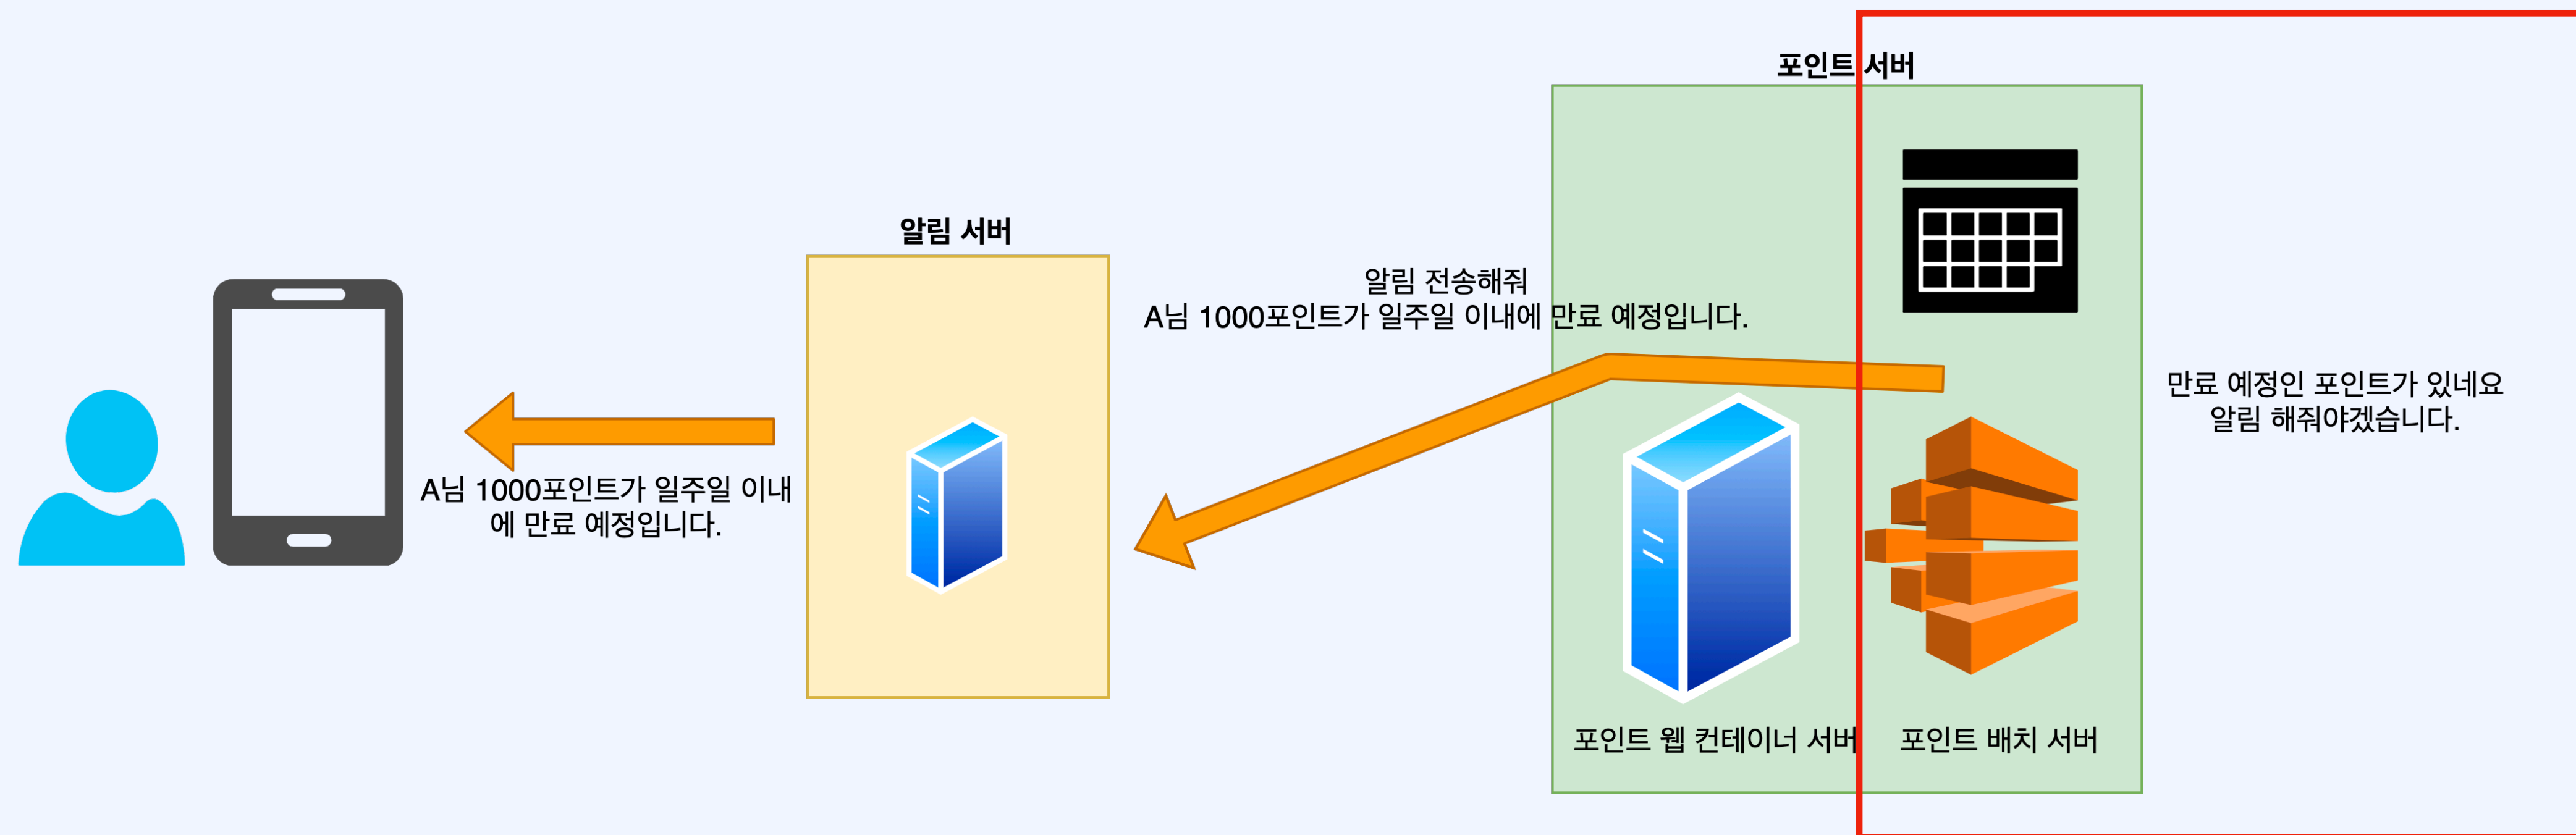 포인트 서버
알림 서버
알림 전송해줘
A님 1000포인트가 일주일 이내에 만료 예정입니다.
만료 예정인 포인트가 있네요
알림 해줘야겠습니다.
A님 1000포인트가 일주일 이내
에 만료 예정입니다.
포인트 웹 컨테이너 서버
포인트 배치 서버